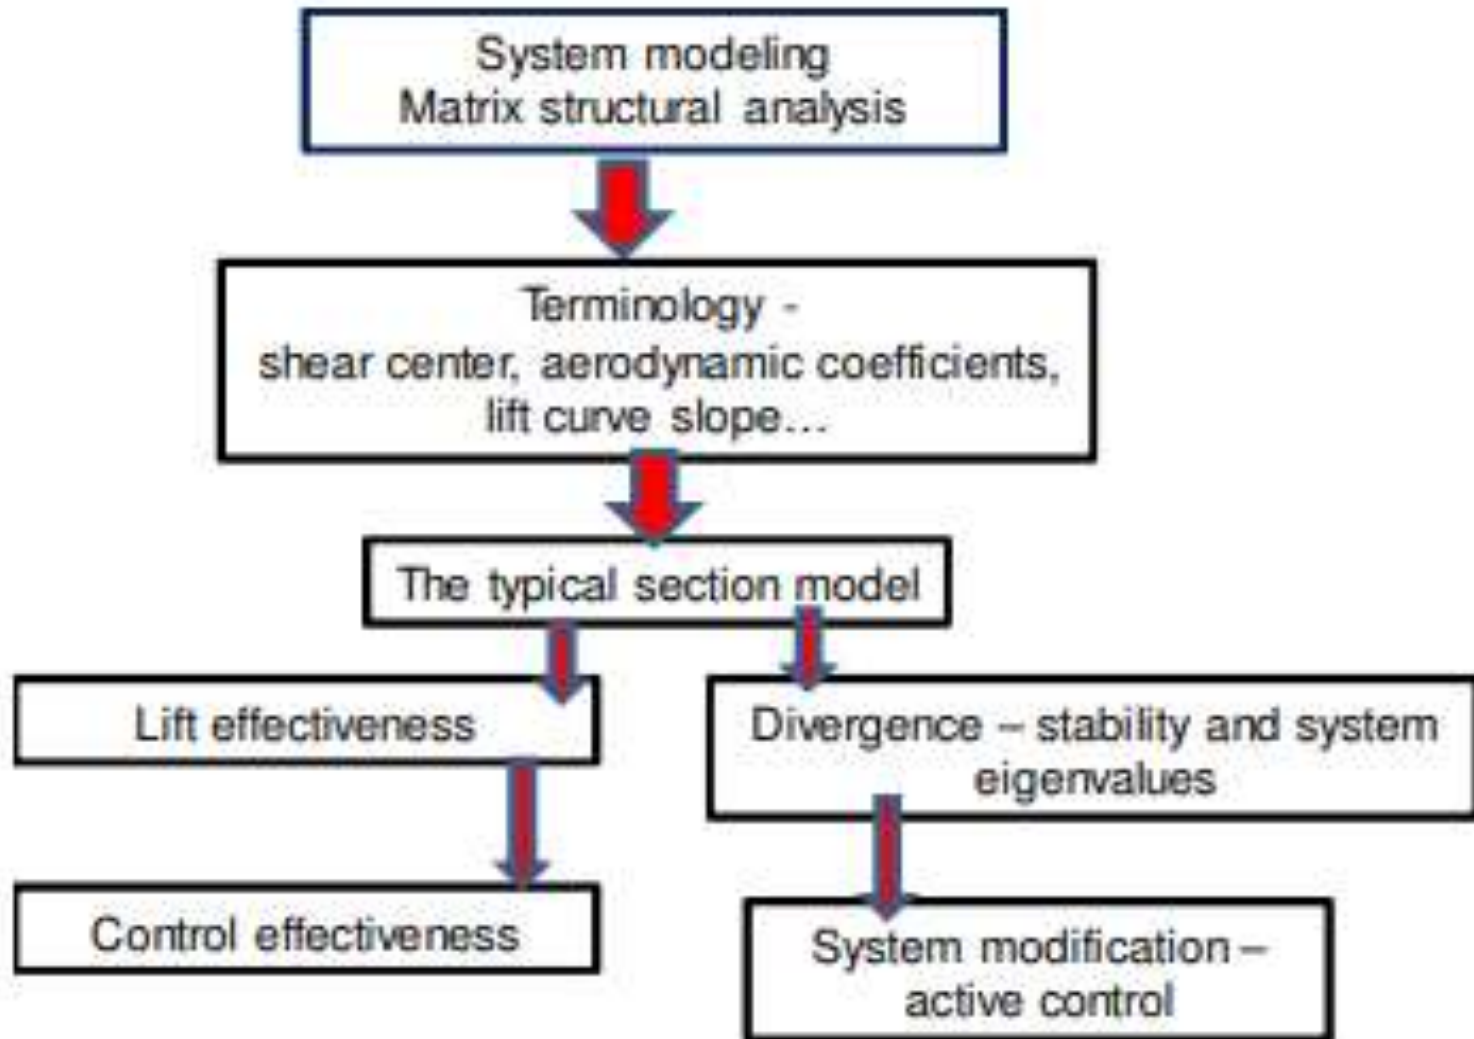 System modeling
Matrix structural analysis
Terminology -
shear center, aerodynamic coefficients,
lift curve slope...
The typical section model
Lift effectiveness
Divergence – stability and system
eigenvalues
Control effectiveness
System modification –
active control